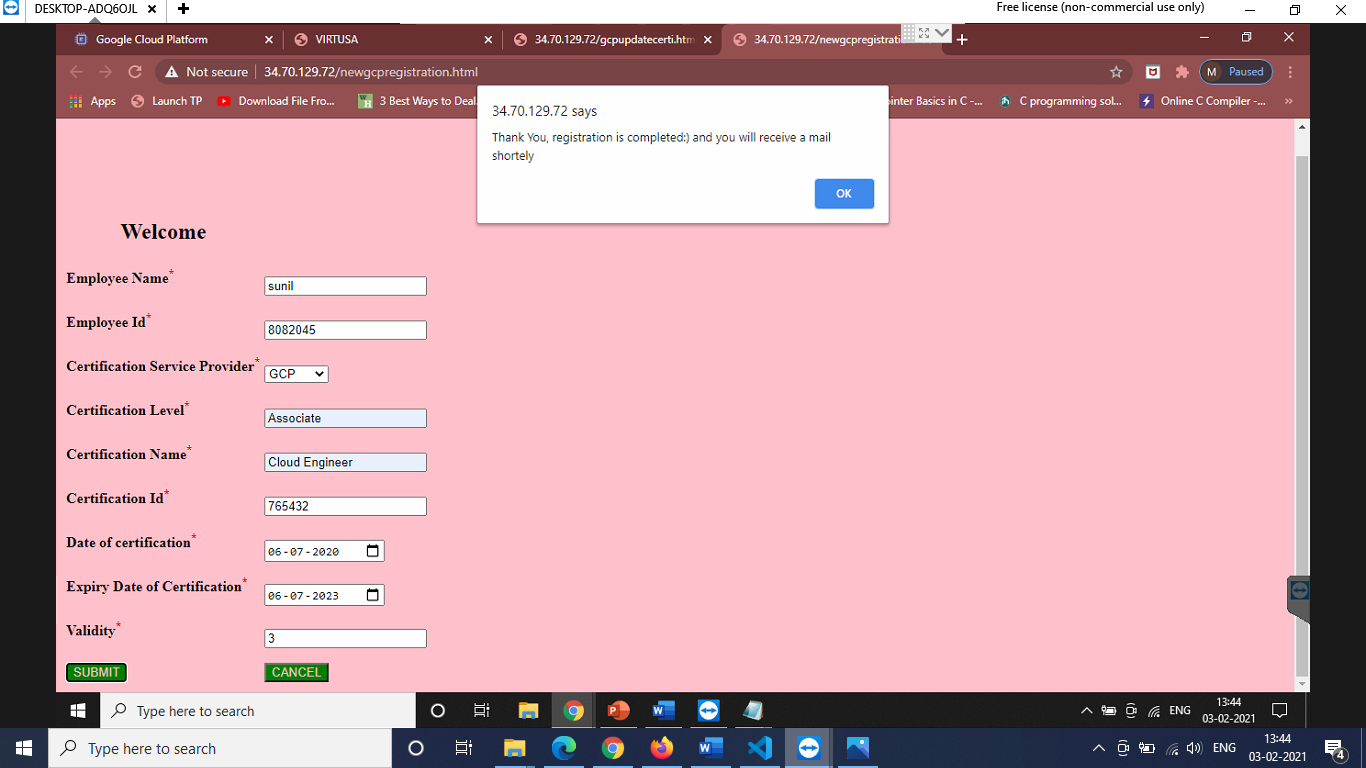 DESKTOP-ADQ6OJL
Free license (non-commercial use only)
Google Cloud Platform
VIRTUSA
34.70.129.72/gcpupdatecerti.htm
34.70.129.72/newgcpregistrati
Not secure
34.70.129.72/newgcpregistration.html
M Paused
Apps
Launch TP
Download File Fro...
3 Best Ways to Deal
ointer Basics in C -...
C programming sol...
Online C Compiler -...
»
34.70.129.72 says
Thank You, registration is completed:) and you will receive a mail
shortely
OK
Welcome
Employee Name* sunil
Employee Id* 8082045
Certification Service Provider* GCP
Certification Level* Associate
Certification Name* Cloud Engineer
Certification Id* 765432
Date of certification* 06-07-2020
Expiry Date of Certification* 06-07-2023
Validity* 3
SUBMIT CANCEL
Type here to search
ENG
13:44
03-02-2021
Type here to search
ENG
13:44
03-02-2021
4